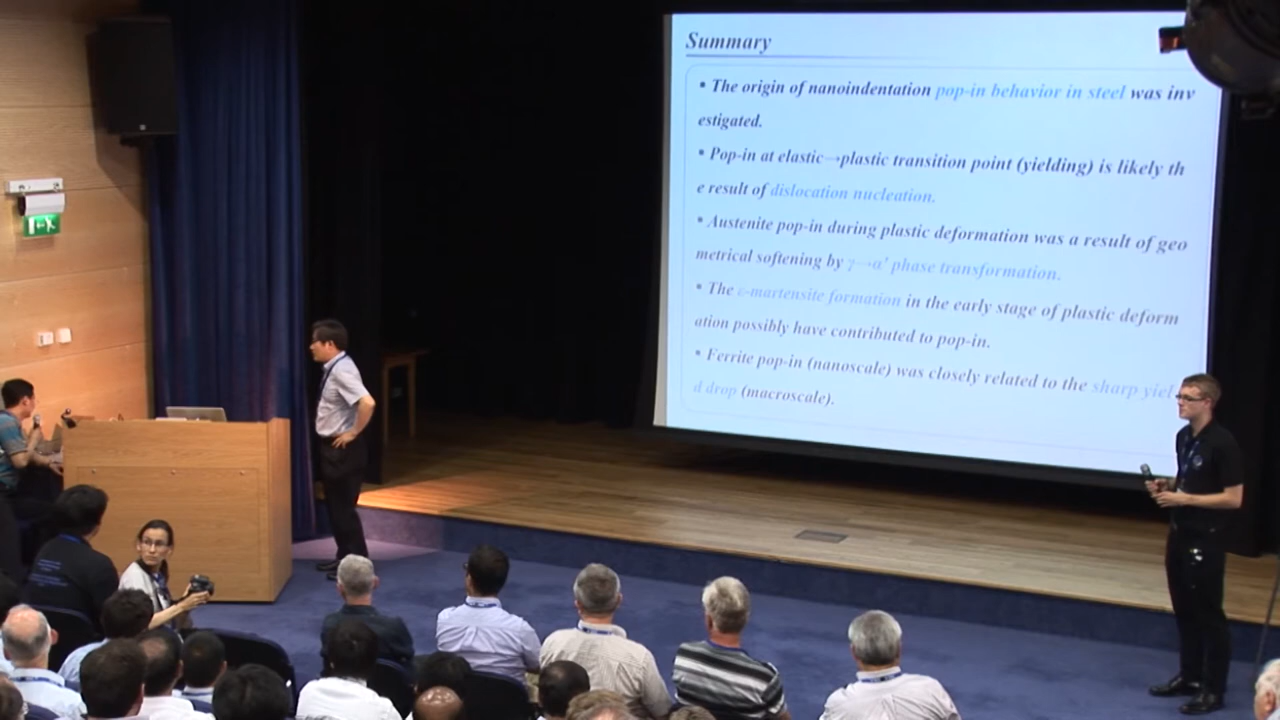 Summary
• The origin of nanoindentation pop-in behavior in steel was inv
estigated.
• Pop-in at elastic→plastic transition point (yielding) is likely th
e result of dislocation nucleation.
• Austenite pop-in during plastic deformation was a result of geo
metrical softening by γ→α' phase transformation.
• The ε-martensite formation in the early stage of plastic deform
ation possibly have contributed to pop-in.
• Ferrite pop-in (nanoscale) was closely related to the sharp yiel
d drop (macroscale).